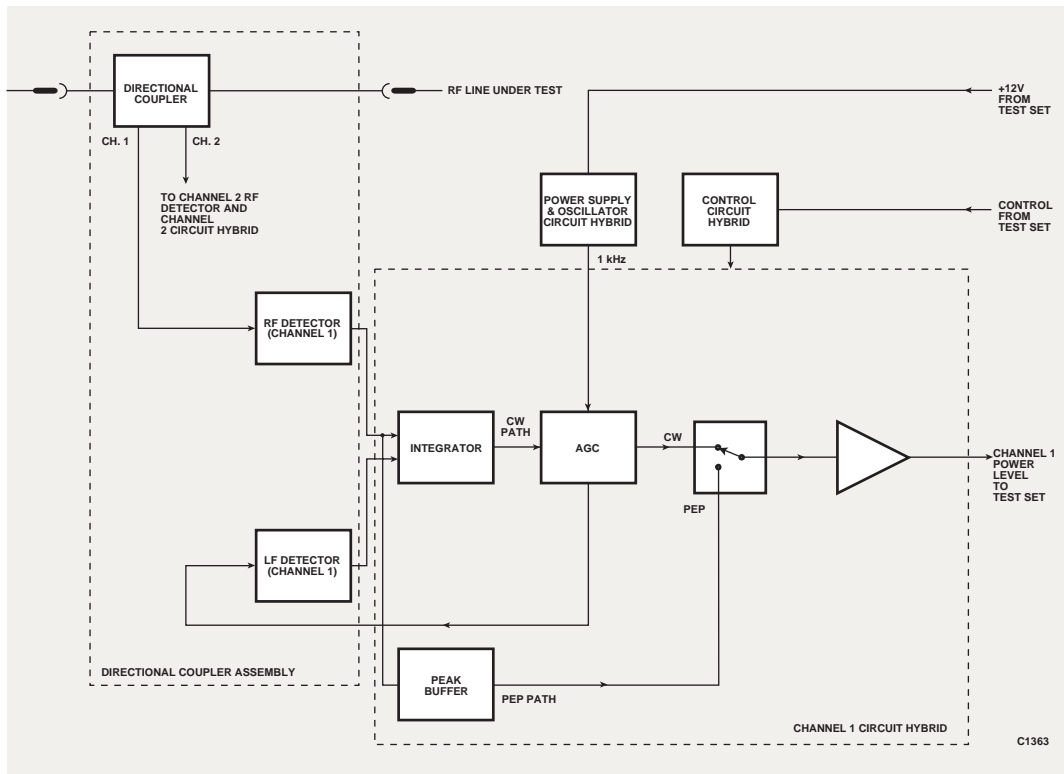 DIRECTIONAL
COUPLER
RF LINE UNDER TEST
+12V
FROM
TEST SET
CH. 1
CH. 2
TO CHANNEL 2 RF
DETECTOR AND
CHANNEL
2 CIRCUIT HYBRID
POWER SUPPLY
& OSCILLATOR
CIRCUIT HYBRID
CONTROL
CIRCUIT
HYBRID
CONTROL
FROM
TEST SET
1 kHz
RF DETECTOR
(CHANNEL 1)
INTEGRATOR
CW
PATH
AGC
CW
PEP
CHANNEL 1
POWER
LEVEL
TO
TEST SET
LF DETECTOR
(CHANNEL 1)
DIRECTIONAL COUPLER ASSEMBLY
PEAK
BUFFER
PEP PATH
CHANNEL 1 CIRCUIT HYBRID
C1363